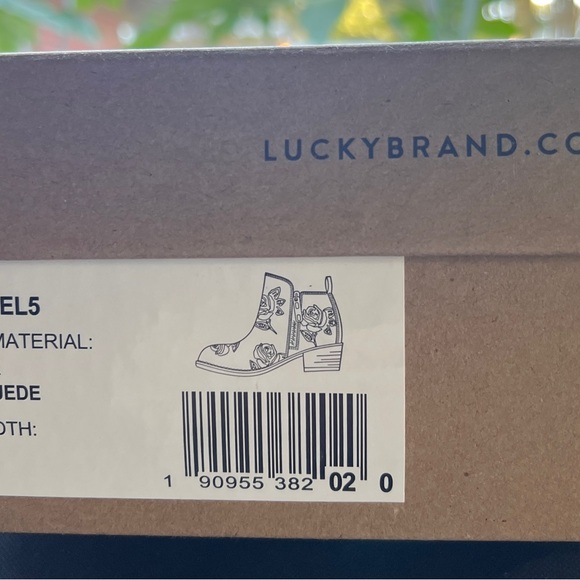 LUCKYBRAND.CO
EL5
MATERIAL:
UEDE
OTH:
1 90955 382 02 0